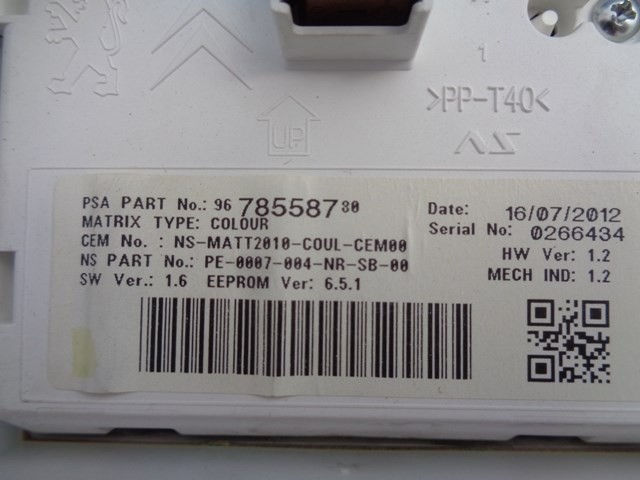 1
>PP-T40<
UP
PSA PART No.: 96 785587 80
MATRIX TYPE: COLOUR
CEM No. : NS-MATT2010-COUL-CEM00
NS PART No.: PE-0007-004-NR-SB-00
SW Ver.: 1.6 EEPROM Ver: 6.5.1
Date: 16/07/2012
Serial No: 0266434
HW Ver: 1.2
MECH IND: 1.2